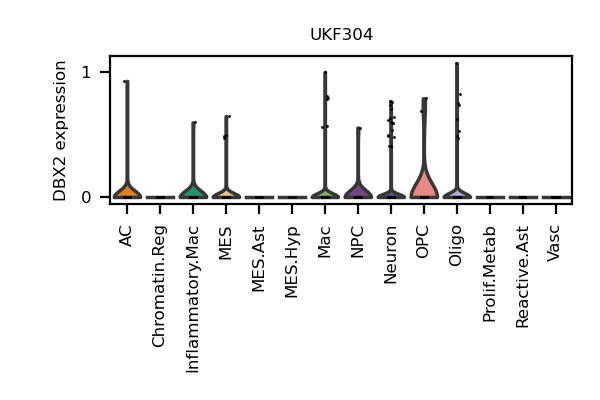 UKF304
DBX2 expression
1
0
AC
Chromatin.Reg
Inflammatory.Mac
MES
MES.Ast
MES.Hyp
Mac
NPC
Neuron
OPC
Oligo
Prolif.Metab
Reactive.Ast
Vasc